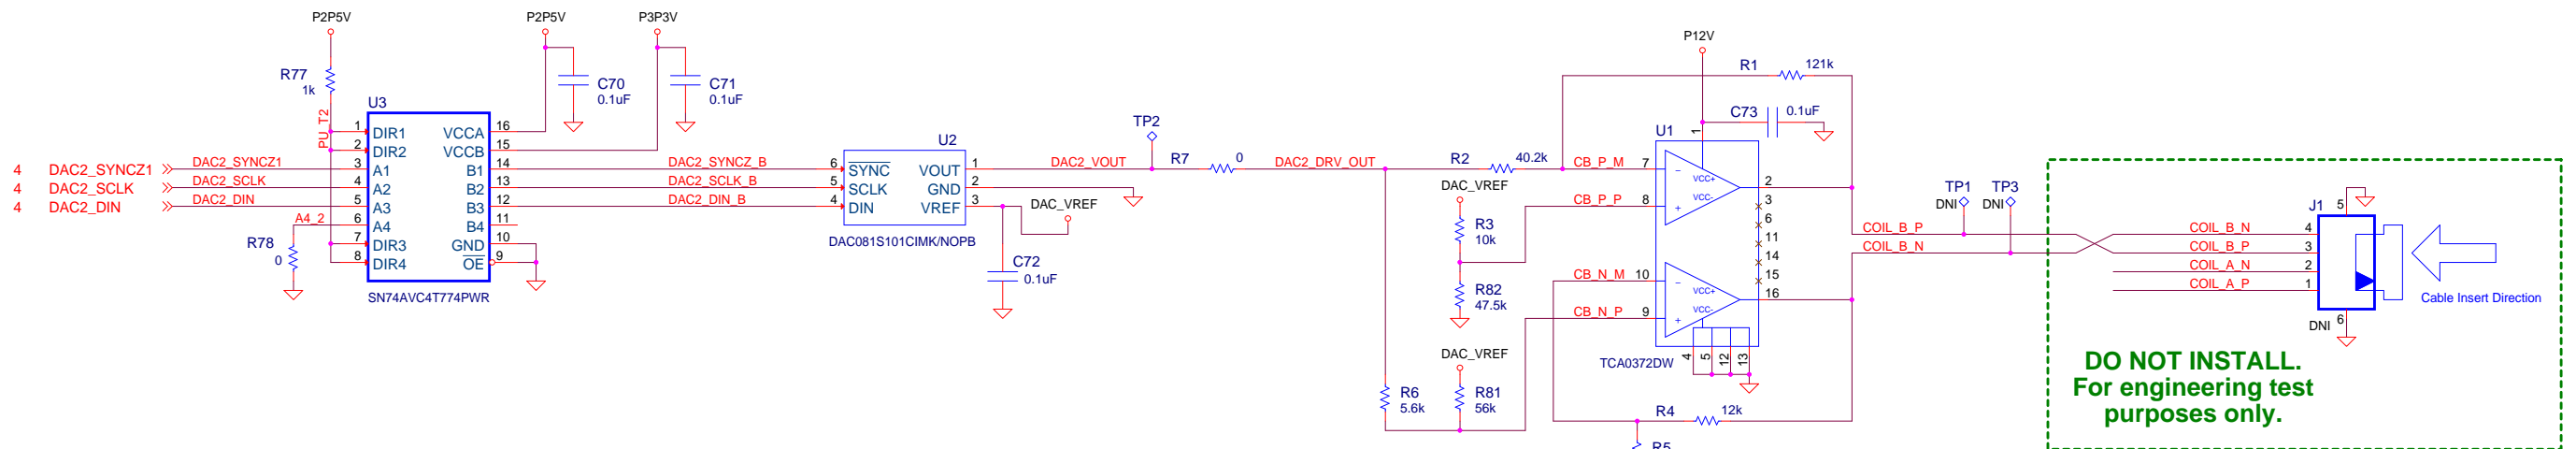 P2P5V
P2P5V
P3P3V
P12V
R77
1k
C70
0.1uF
C71
0.1uF
R1
121k
C73
0.1uF
U3
PU_T2
1 DIR1 VCCA 16
2 DIR2 VCCB 15
3 A1 B1 14
4 A2 B2 13
5 A3 B3 12
6 A4 B4 11
7 DIR3 GND 10
8 DIR4 OE 9
SN74AVC4T774PWR
4 DAC2_SYNCZ1 DAC2_SYNCZ1
4 DAC2_SCLK DAC2_SCLK
4 DAC2_DIN DAC2_DIN
A4_2
R78
0
DAC2_SYNCZ_B
DAC2_SCLK_B
DAC2_DIN_B
U2
6 SYNC VOUT 1
5 SCLK GND 2
4 DIN VREF 3
DAC081S101CIMK/NOPB
DAC_VREF
C72
0.1uF
DAC2_VOUT
TP2
R7
0
DAC2_DRV_OUT
R2
40.2k
DAC_VREF
R3
10k
R82
47.5k
DAC_VREF
R6
5.6k
R81
56k
R4
12k
R5
CB_P_M
CB_P_P
CB_N_M
CB_N_P
U1
1
7
8
10
9
VCC+
VCC-
VCC+
VCC-
2
3
6
11
14
15
16
4
5
12
13
TCA0372DW
COIL_B_P
COIL_B_N
TP1
DNI
TP3
DNI
J1
5
COIL_B_N 4
COIL_B_P 3
COIL_A_N 2
COIL_A_P 1
DNI
6
Cable Insert Direction
DO NOT INSTALL.
For engineering test
purposes only.